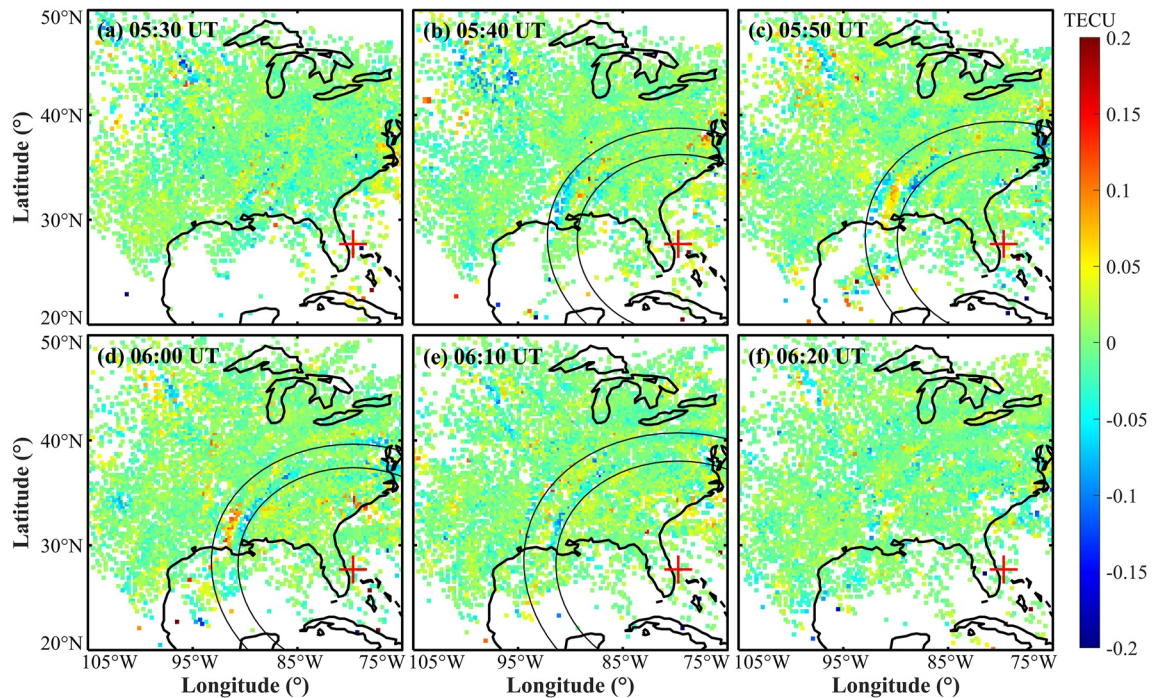 TECU
(a) 05:30 UT
(b) 05:40 UT
(c) 05:50 UT
50°N
40°N
30°N
20°N
Latitude (°)
0.2
0.15
0.1
0.05
0
-0.05
-0.1
-0.15
-0.2
(d) 06:00 UT
(e) 06:10 UT
(f) 06:20 UT
50°N
40°N
30°N
20°N
Latitude (°)
105°W 95°W 85°W 75°W
105°W 95°W 85°W 75°W
105°W 95°W 85°W 75°W
Longitude (°)
Longitude (°)
Longitude (°)